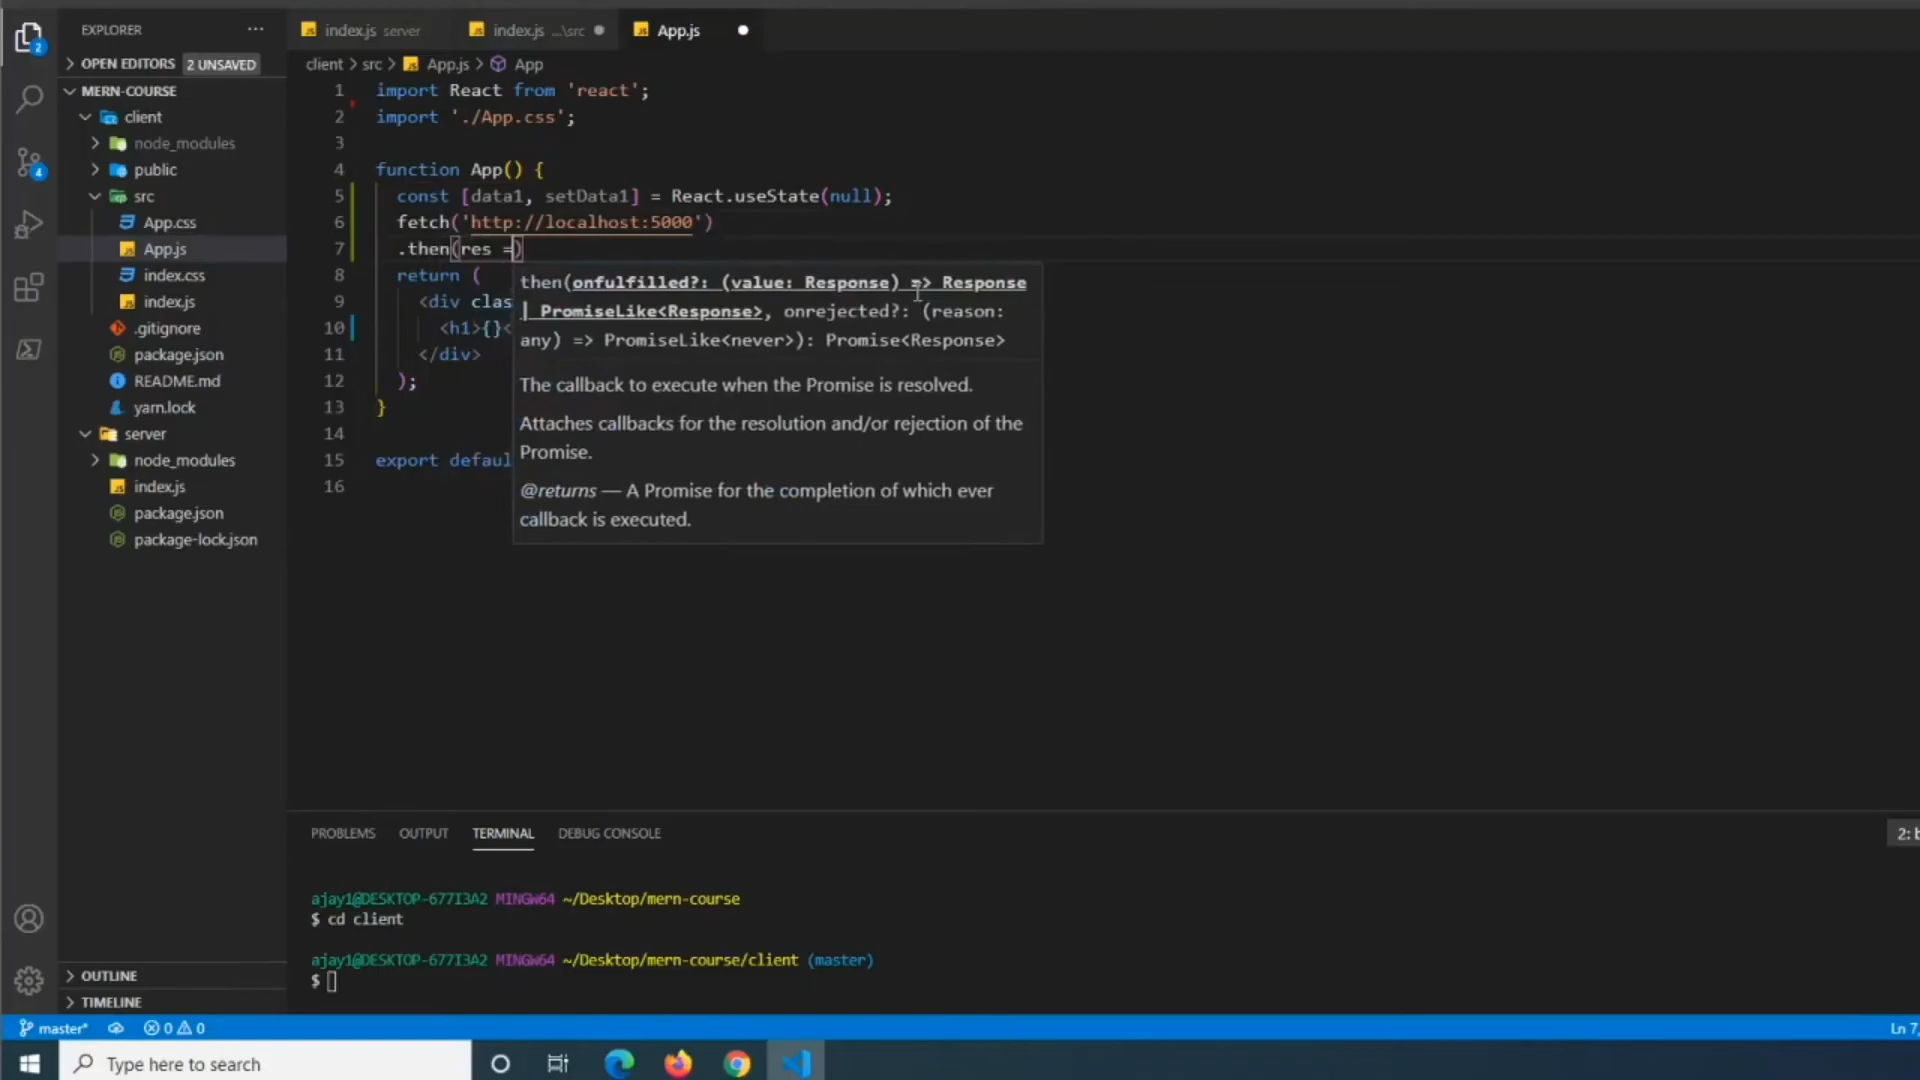 EXPLORER
OPEN EDITORS 2 UNSAVED
MERN-COURSE
client
node_modules
public
src
App.css
App.js
index.css
index.js
.gitignore
package.json
README.md
yarn.lock
server
node_modules
index.js
package.json
package-lock.json
OUTLINE
TIMELINE
2
4
index.js server
index.js ...\src
App.js
client > src > App.js > App
1 import React from 'react';
2 import './App.css';
3
4 function App() {
5 const [data1, setData1] = React.useState(null);
6 fetch('http://localhost:5000')
7 .then(res =)
8 return (
9 <div clas
10 <h1>{}<
11 </div>
12 );
13 }
14
15 export defaul
16
then(onfulfilled?: (value: Response) => Response
| PromiseLike<Response>, onrejected?: (reason:
any) => PromiseLike<never>): Promise<Response>
The callback to execute when the Promise is resolved.
Attaches callbacks for the resolution and/or rejection of the
Promise.
@returns — A Promise for the completion of which ever
callback is executed.
PROBLEMS OUTPUT TERMINAL DEBUG CONSOLE
2: b
ajay1@DESKTOP-677I3A2 MINGW64 ~/Desktop/mern-course
$ cd client
ajay1@DESKTOP-677I3A2 MINGW64 ~/Desktop/mern-course/client (master)
$
master* 0 0
Ln 7,
Type here to search